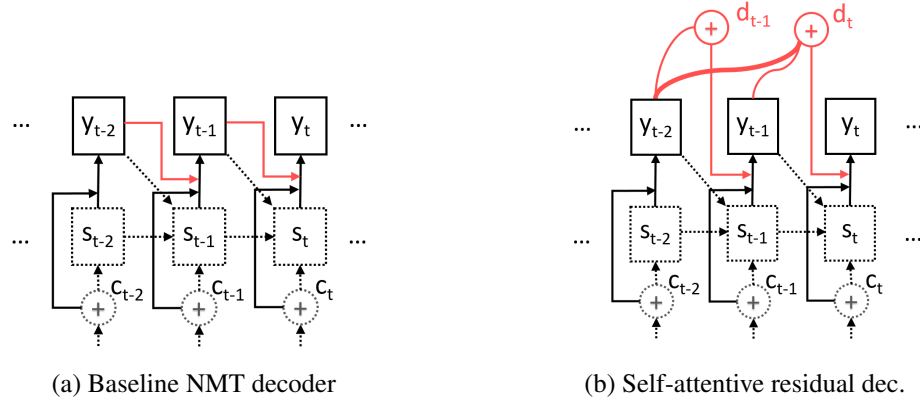 + d_{t-1} + d_t
... y_{t-2} y_{t-1} y_t ...
... y_{t-2} y_{t-1} y_t ...
... s_{t-2} s_{t-1} s_t ...
... s_{t-2} s_{t-1} s_t ...
+ c_{t-2} + c_{t-1} + c_t
+ c_{t-2} + c_{t-1} + c_t
(a) Baseline NMT decoder
(b) Self-attentive residual dec.